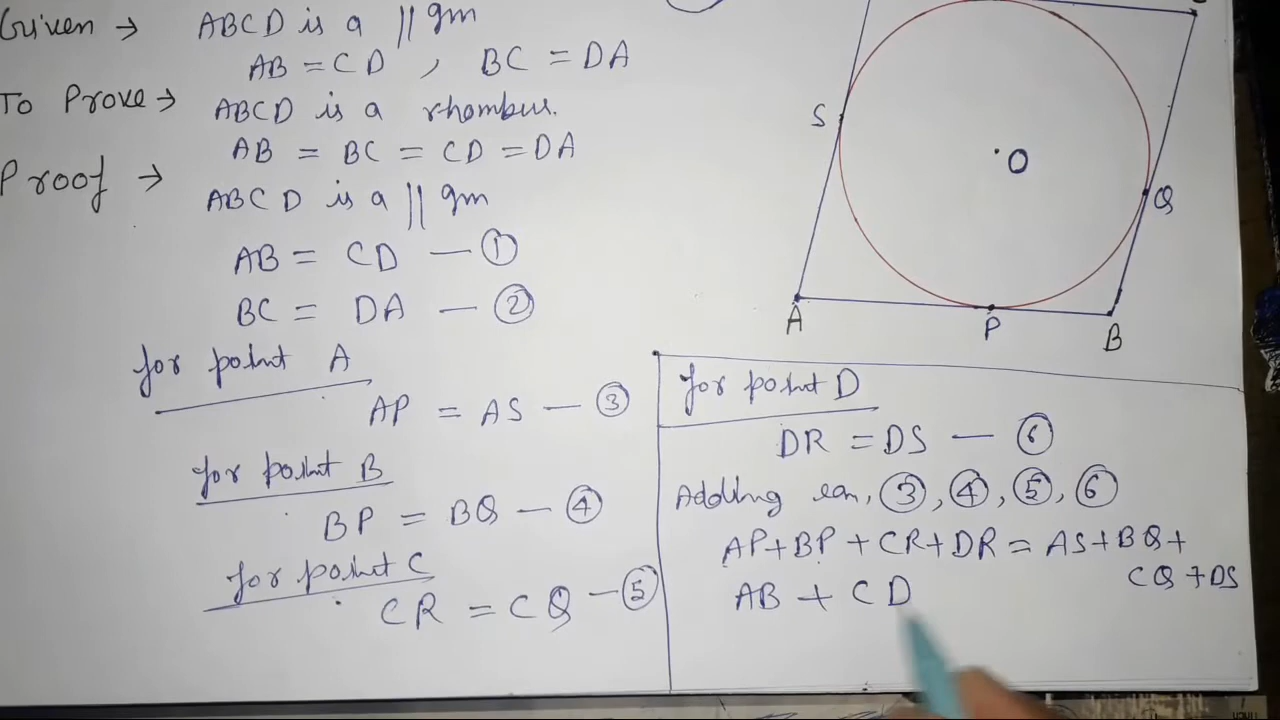 Given → ABCD is a || gm
AB = CD , BC = DA
To Prove → ABCD is a rhombus.
AB = BC = CD = DA
Proof → ABCD is a || gm
AB = CD — ①
BC = DA — ②
for point A
AP = AS — ③
for point B
BP = BQ — ④
for point C
CR = CQ — ⑤
S
O
Q
A
P
B
for point D
DR = DS — ⑥
Adding eqn, ③, ④, ⑤, ⑥
AP+BP+CR+DR = AS+BQ+
CQ+DS
AB + CD